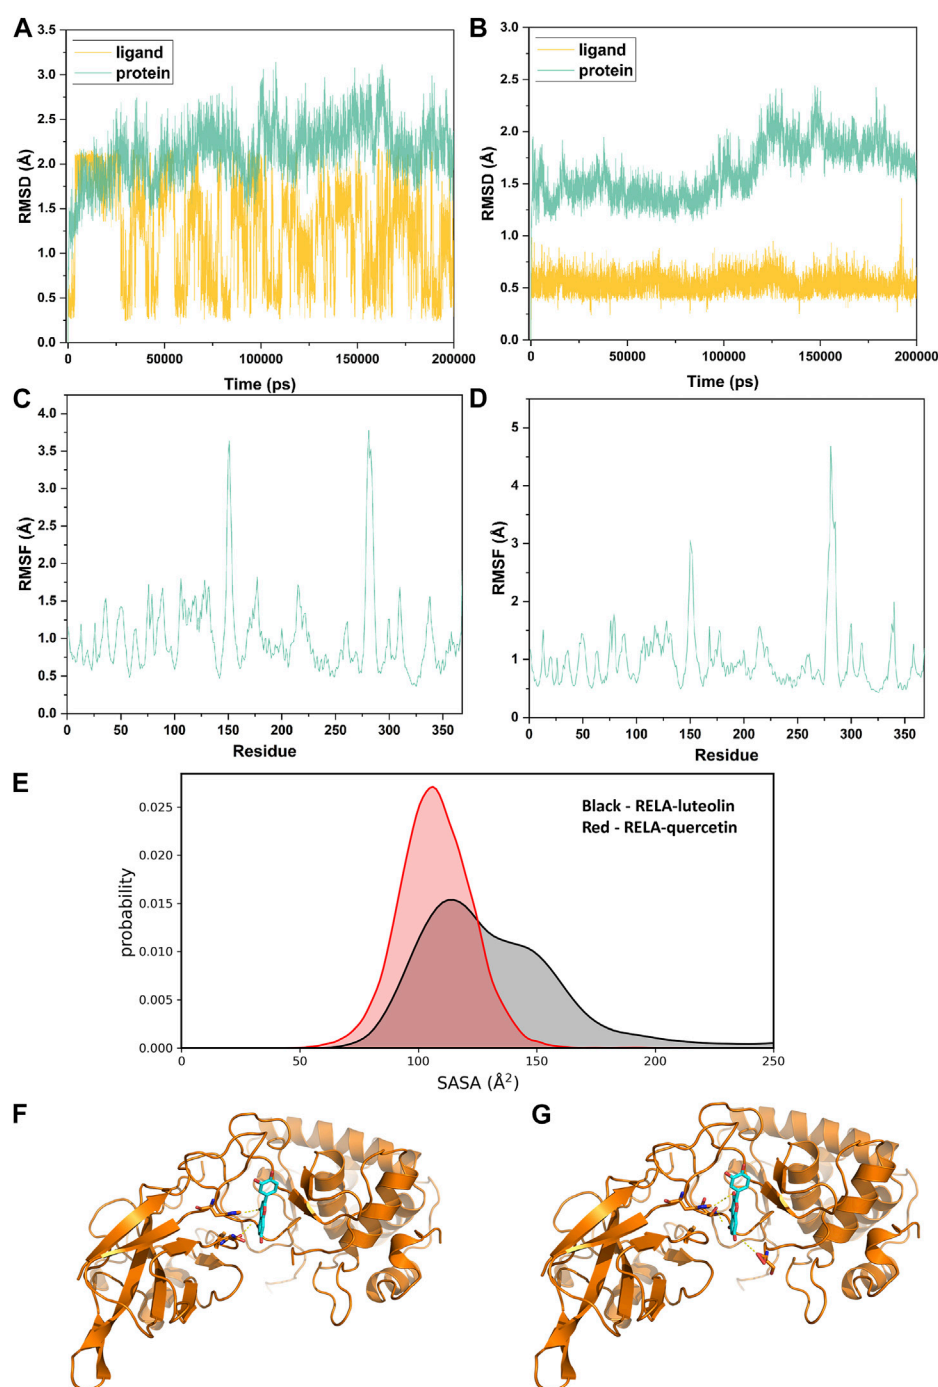 A
ligand
protein
RMSD (Å)
3.5
3.0
2.5
2.0
1.5
1.0
0.5
0.0
0
50000
100000
150000
200000
Time (ps)
B
ligand
protein
RMSD (Å)
3.0
2.5
2.0
1.5
1.0
0.5
0.0
0
50000
100000
150000
200000
Time (ps)
C
RMSF (Å)
4.0
3.5
3.0
2.5
2.0
1.5
1.0
0.5
0.0
0
50
100
150
200
250
300
350
Residue
D
RMSF (Å)
5
4
3
2
1
0
0
50
100
150
200
250
300
350
Residue
E
Black - RELA-luteolin
Red - RELA-quercetin
probability
0.025
0.020
0.015
0.010
0.005
0.000
0
50
100
150
200
250
SASA (Å²)
F
G